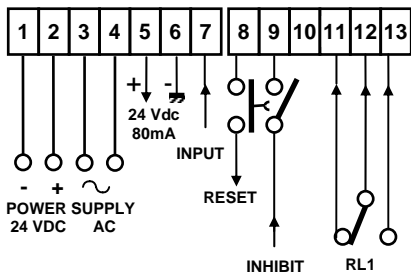 1 2 3 4 5 6 7 8 9 10 11 12 13
+ -
24 Vdc
80mA
INPUT
RESET
- +
POWER SUPPLY
24 VDC AC
INHIBIT
RL1